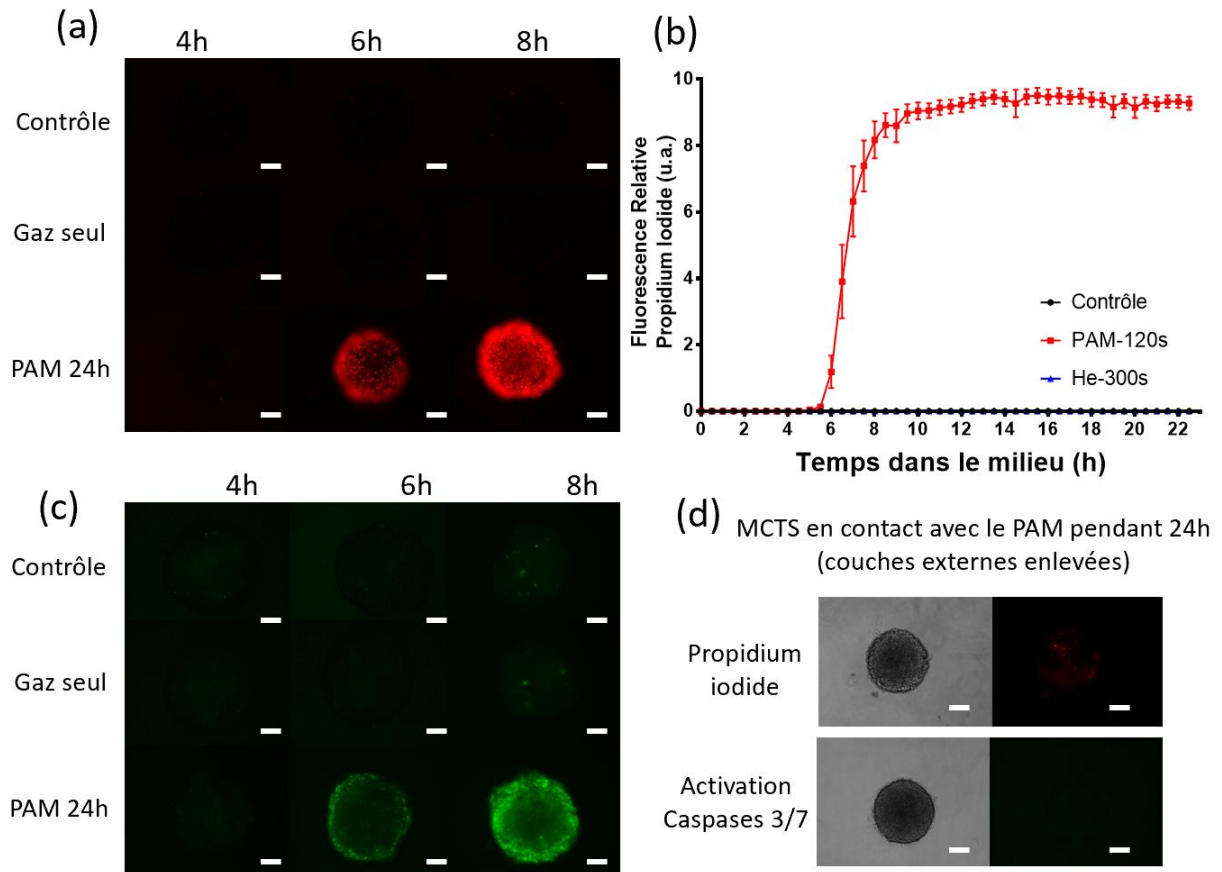 (a)
4h 6h 8h
Contrôle
Gaz seul
PAM 24h
(b)
10
8
6
4
2
0
Fluorescence Relative
Propidium Iodide (u.a.)
Contrôle
PAM-120s
He-300s
0 2 4 6 8 10 12 14 16 18 20 22
Temps dans le milieu (h)
(c)
4h 6h 8h
Contrôle
Gaz seul
PAM 24h
(d)
MCTS en contact avec le PAM pendant 24h
(couches externes enlevées)
Propidium
iodide
Activation
Caspases 3/7